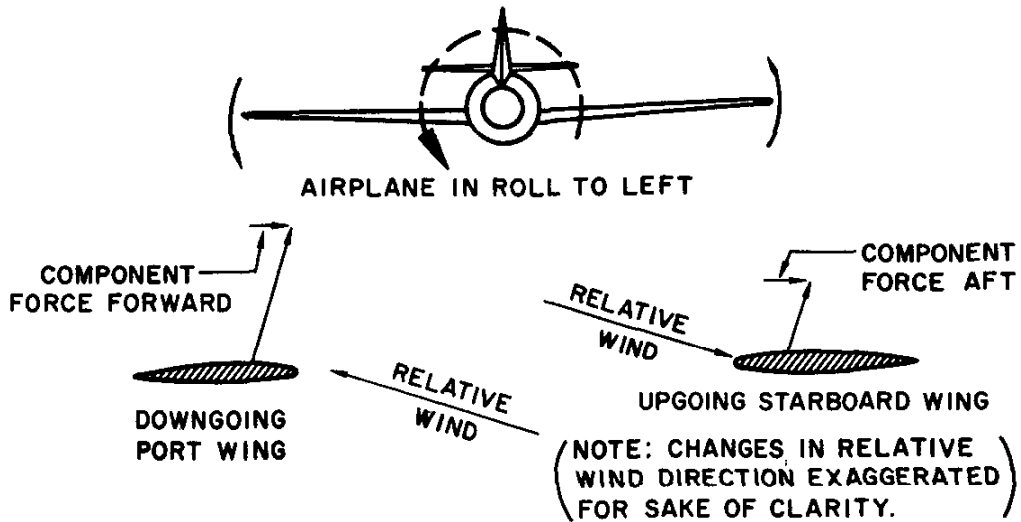 AIRPLANE IN ROLL TO LEFT
COMPONENT
FORCE FORWARD
COMPONENT
FORCE AFT
RELATIVE
WIND
RELATIVE
WIND
DOWNGOING
PORT WING
UPGOING STARBOARD WING
(NOTE: CHANGES IN RELATIVE
WIND DIRECTION EXAGGERATED
FOR SAKE OF CLARITY.)